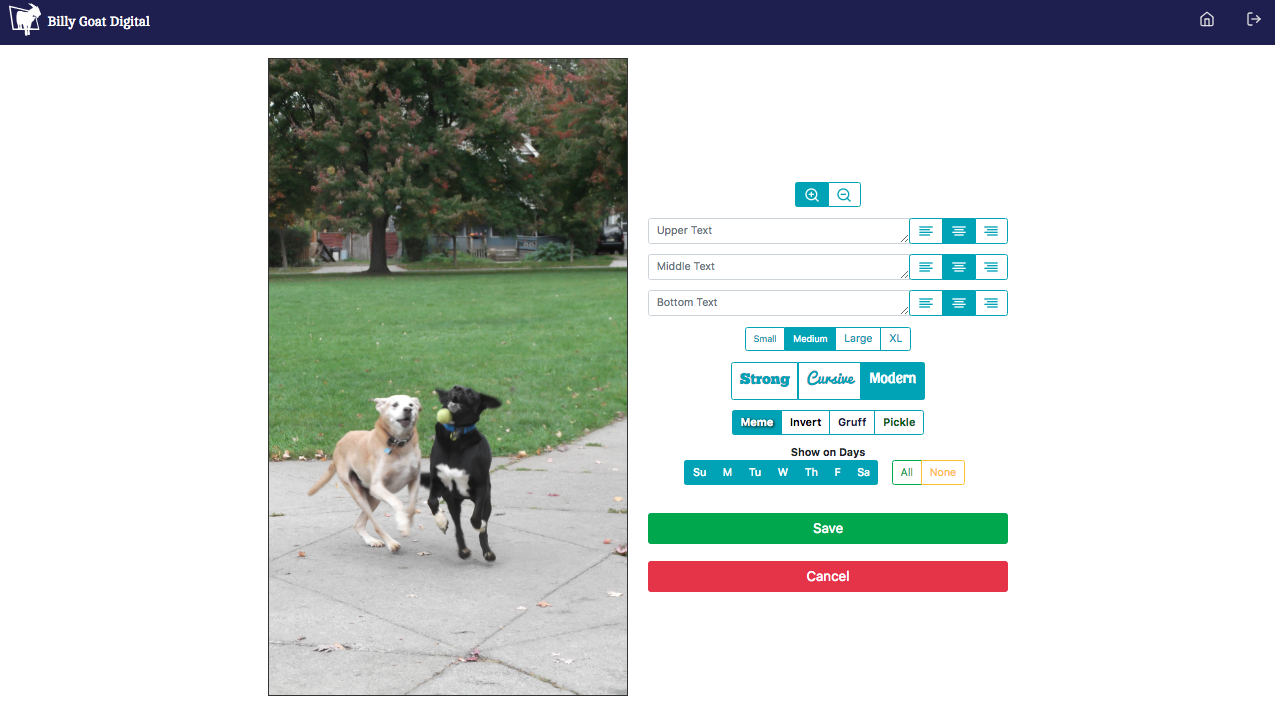 Billy Goat Digital
Upper Text
Middle Text
Bottom Text
Small Medium Large XL
Strong Cursive Modern
Meme Invert Gruff Pickle
Show on Days
Su M Tu W Th F Sa All None
Save
Cancel